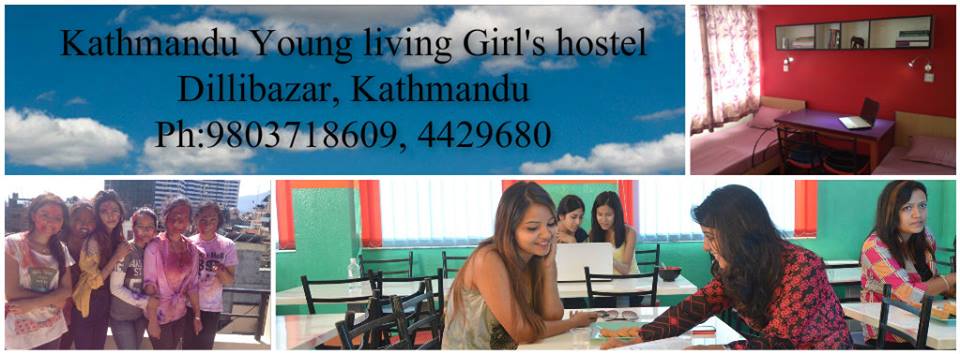 Kathmandu Young living Girl's hostel
Dillibazar, Kathmandu
Ph:9803718609, 4429680